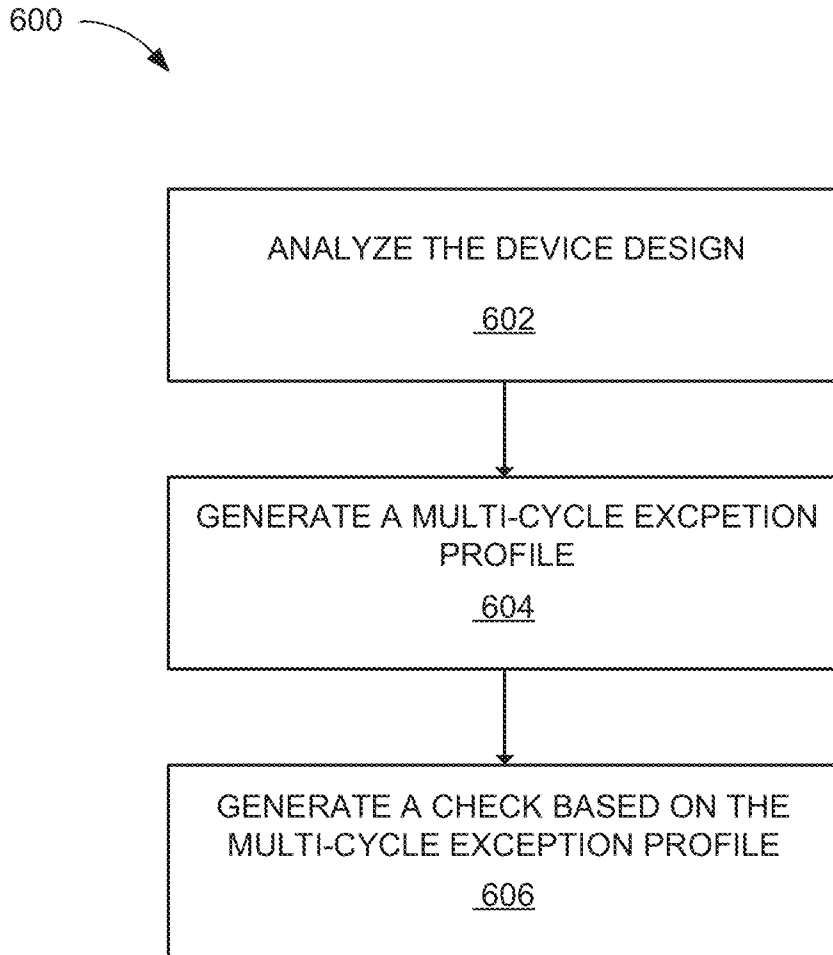 600
ANALYZE THE DEVICE DESIGN
602
GENERATE A MULTI-CYCLE EXCPETION
PROFILE
604
GENERATE A CHECK BASED ON THE
MULTI-CYCLE EXCEPTION PROFILE
606